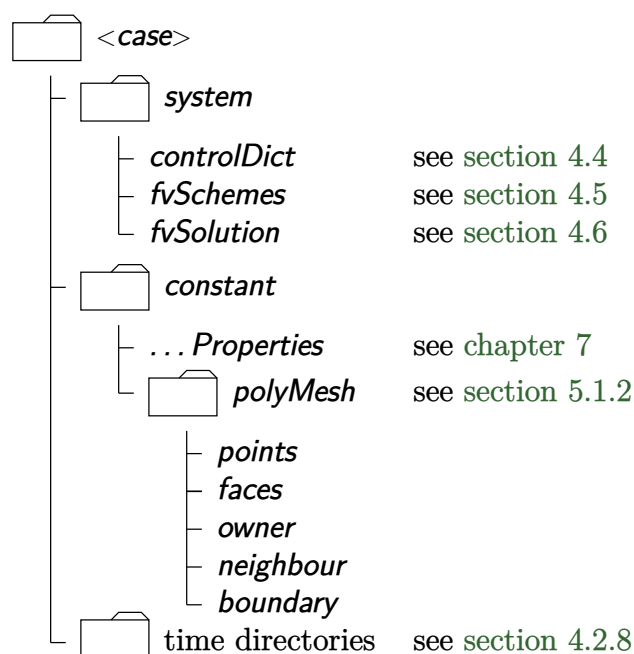 <case>
system
controlDict see section 4.4
fvSchemes see section 4.5
fvSolution see section 4.6
constant
...Properties see chapter 7
polyMesh see section 5.1.2
points
faces
owner
neighbour
boundary
time directories see section 4.2.8